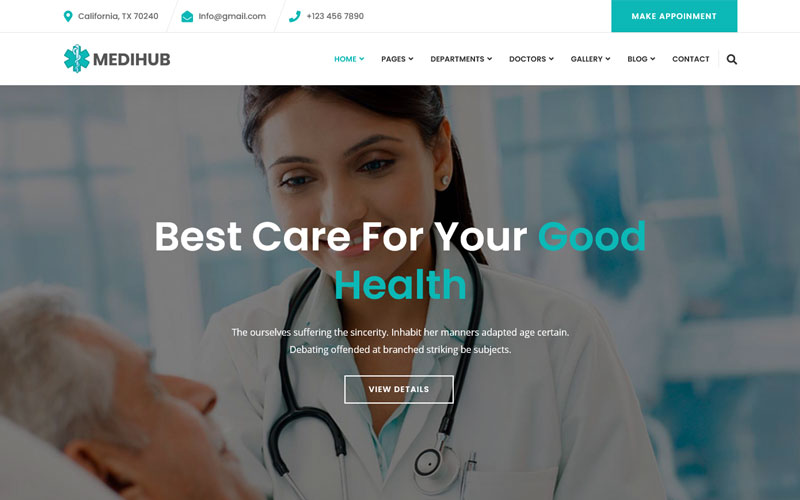 California, TX 70240 Info@gmail.com +123 456 7890 MAKE APPOINMENT
MEDIHUB HOME PAGES DEPARTMENTS DOCTORS GALLERY BLOG CONTACT
Best Care For Your Good
Health
The ourselves suffering the sincerity. Inhabit her manners adapted age certain.
Debating offended at branched striking be subjects.
VIEW DETAILS